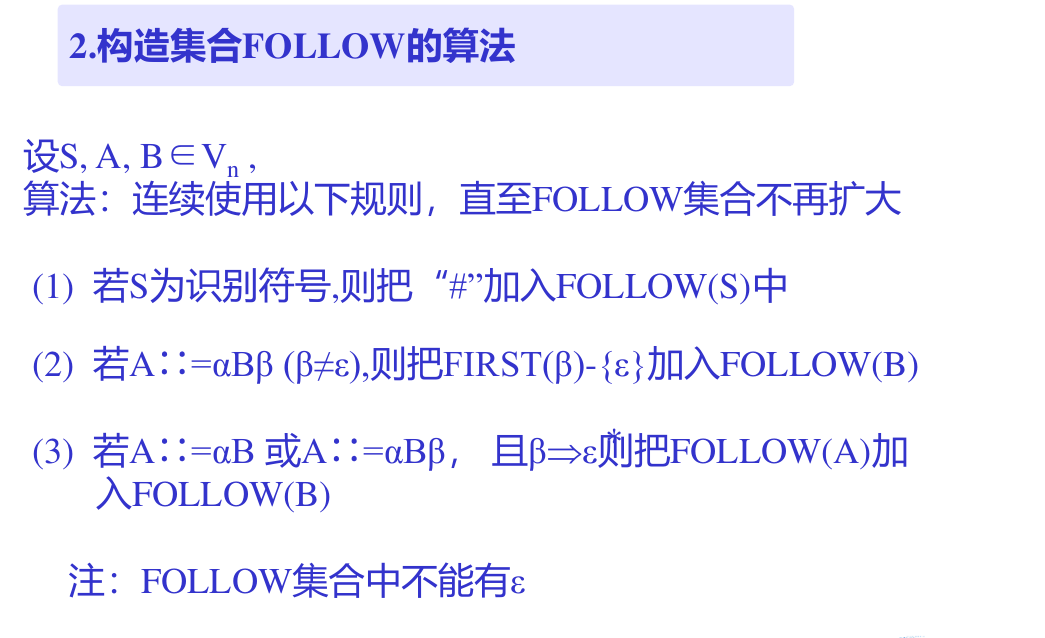 2.构造集合FOLLOW的算法
设S, A, B∈Vn ,
算法：连续使用以下规则，直至FOLLOW集合不再扩大
(1) 若S为识别符号,则把“#”加入FOLLOW(S)中
(2) 若A∷=αBβ (β≠ε),则把FIRST(β)-{ε}加入FOLLOW(B)
(3) 若A∷=αB 或A∷=αBβ， 且β⇒*ε则把FOLLOW(A)加
入FOLLOW(B)
注：FOLLOW集合中不能有ε